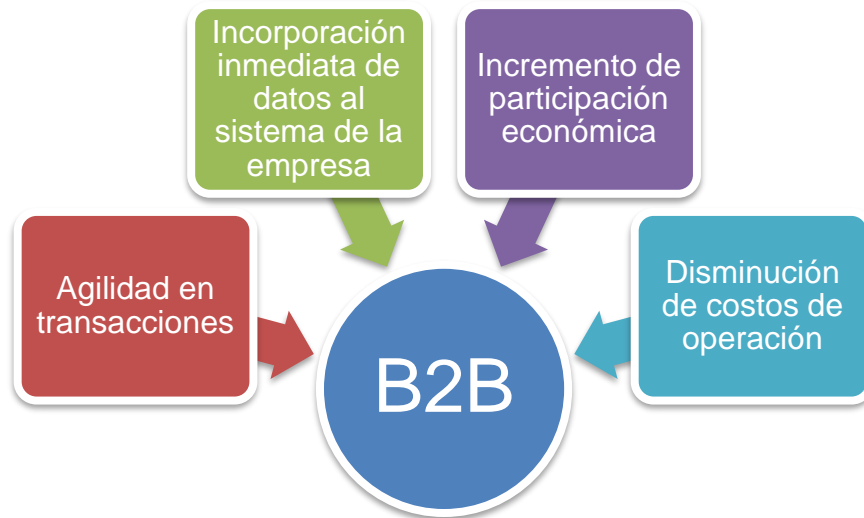 Incorporación
inmediata de
datos al
sistema de la
empresa
Incremento de
participación
económica
Agilidad en
transacciones
Disminución
de costos de
operación
B2B